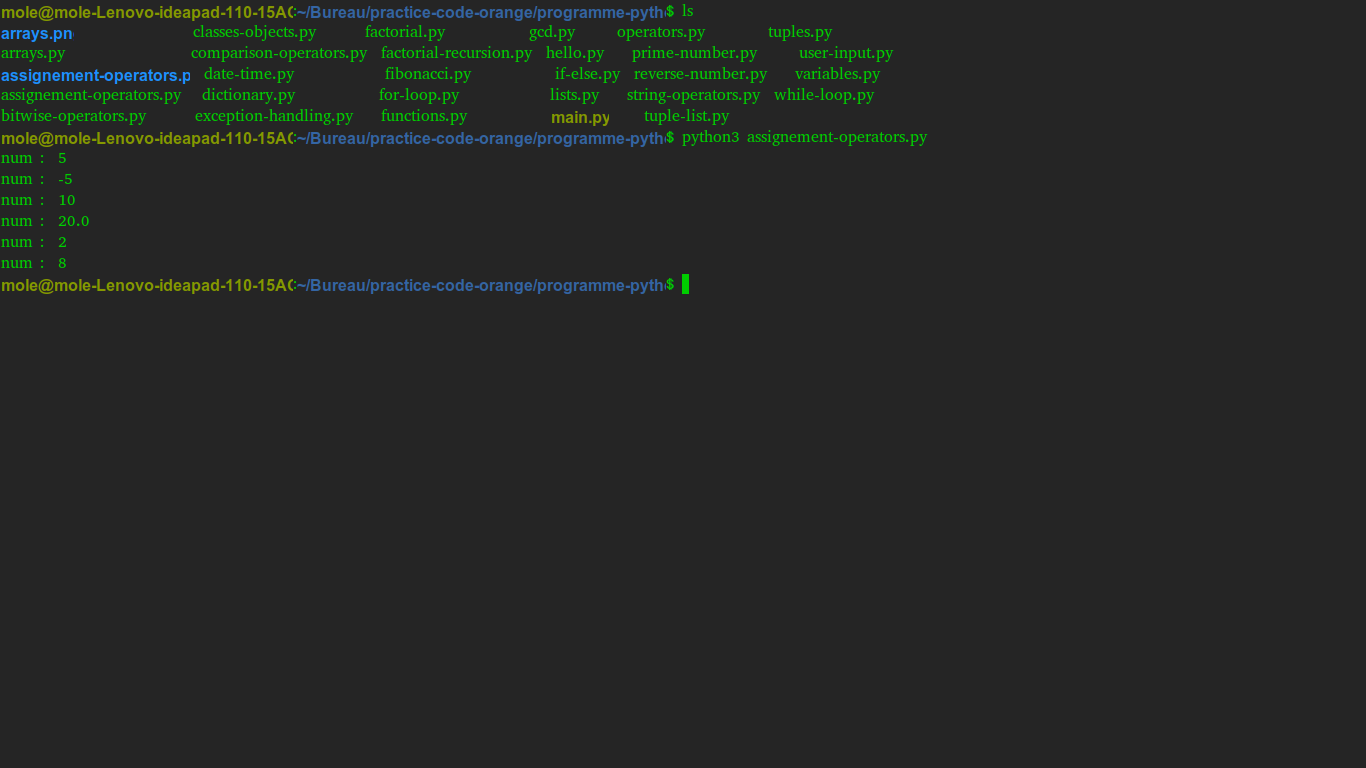 mole@mole-Lenovo-ideapad-110-15AC:~/Bureau/practice-code-orange/programme-pyth$ ls
arrays.pn classes-objects.py factorial.py gcd.py operators.py tuples.py
arrays.py comparison-operators.py factorial-recursion.py hello.py prime-number.py user-input.py
assignement-operators.p date-time.py fibonacci.py if-else.py reverse-number.py variables.py
assignement-operators.py dictionary.py for-loop.py lists.py string-operators.py while-loop.py
bitwise-operators.py exception-handling.py functions.py main.py tuple-list.py
mole@mole-Lenovo-ideapad-110-15AC:~/Bureau/practice-code-orange/programme-pyth$ python3 assignement-operators.py
num : 5
num : -5
num : 10
num : 20.0
num : 2
num : 8
mole@mole-Lenovo-ideapad-110-15AC:~/Bureau/practice-code-orange/programme-pyth$